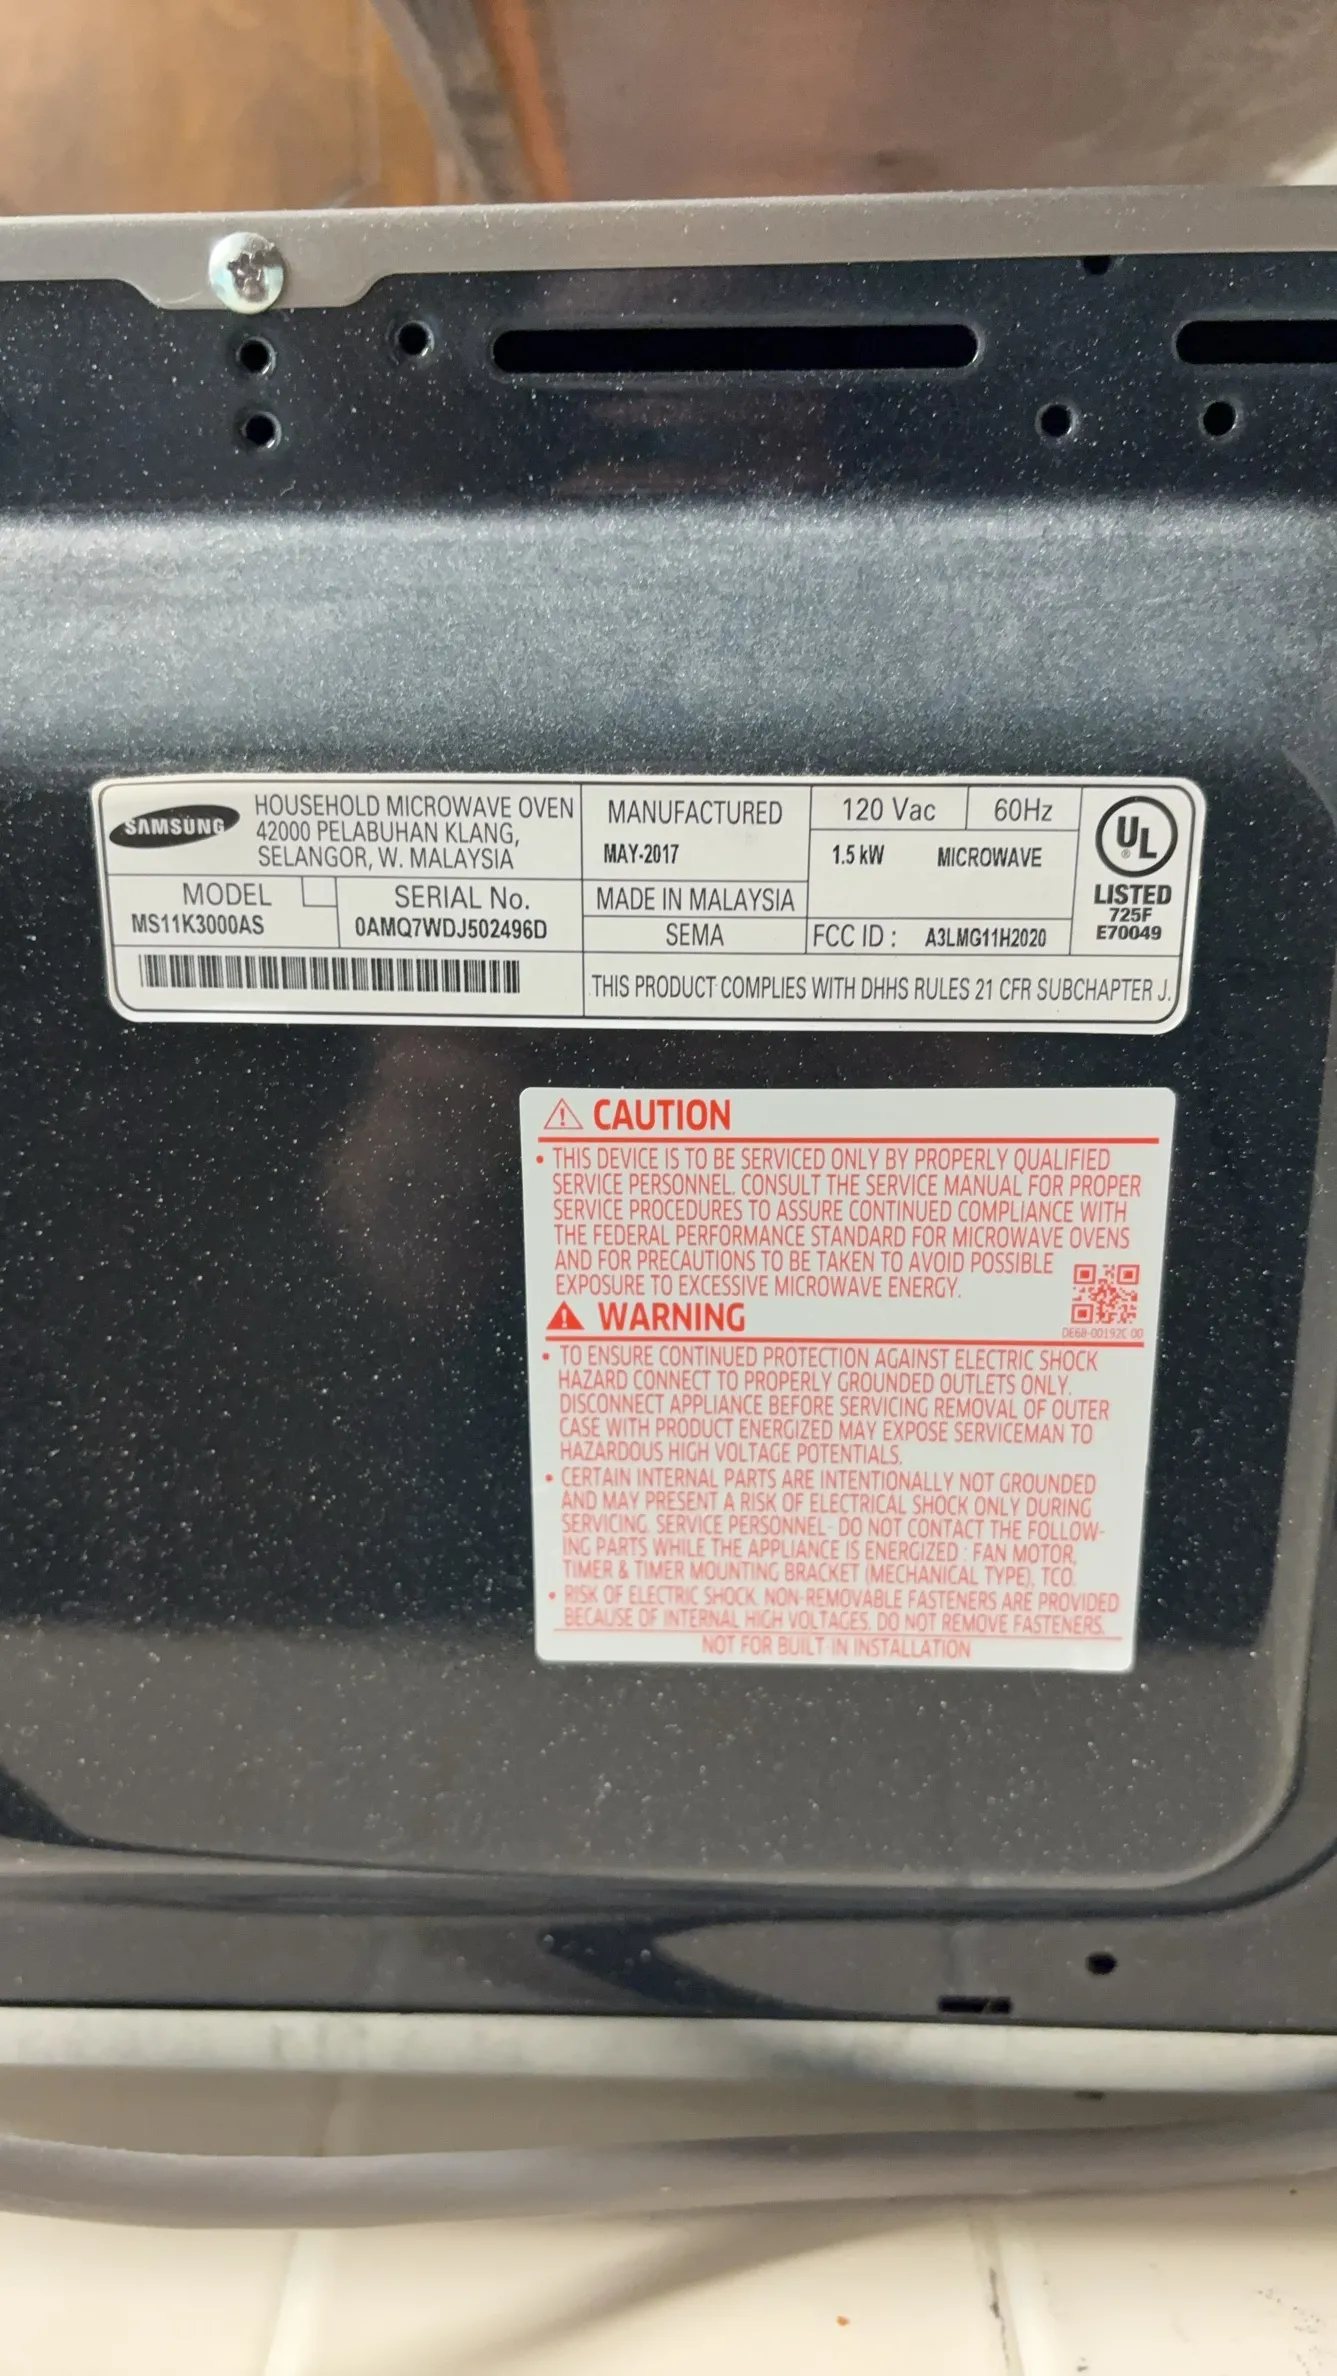 SAMSUNG
HOUSEHOLD MICROWAVE OVEN
42000 PELABUHAN KLANG,
SELANGOR, W. MALAYSIA
MODEL
MS11K3000AS
SERIAL No.
0AMQ7WDJ502496D
MANUFACTURED
MAY-2017
MADE IN MALAYSIA
SEMA
120 Vac
60Hz
1.5 kW
MICROWAVE
FCC ID :
A3LMG11H2020
UL
®
LISTED
725F
E70049
THIS PRODUCT COMPLIES WITH DHHS RULES 21 CFR SUBCHAPTER J.
CAUTION
• THIS DEVICE IS TO BE SERVICED ONLY BY PROPERLY QUALIFIED
SERVICE PERSONNEL. CONSULT THE SERVICE MANUAL FOR PROPER
SERVICE PROCEDURES TO ASSURE CONTINUED COMPLIANCE WITH
THE FEDERAL PERFORMANCE STANDARD FOR MICROWAVE OVENS
AND FOR PRECAUTIONS TO BE TAKEN TO AVOID POSSIBLE
EXPOSURE TO EXCESSIVE MICROWAVE ENERGY.
DE68-00192C-00
WARNING
• TO ENSURE CONTINUED PROTECTION AGAINST ELECTRIC SHOCK
HAZARD CONNECT TO PROPERLY GROUNDED OUTLETS ONLY.
DISCONNECT APPLIANCE BEFORE SERVICING REMOVAL OF OUTER
CASE WITH PRODUCT ENERGIZED MAY EXPOSE SERVICEMAN TO
HAZARDOUS HIGH VOLTAGE POTENTIALS.
• CERTAIN INTERNAL PARTS ARE INTENTIONALLY NOT GROUNDED
AND MAY PRESENT A RISK OF ELECTRICAL SHOCK ONLY DURING
SERVICING. SERVICE PERSONNEL- DO NOT CONTACT THE FOLLOW-
ING PARTS WHILE THE APPLIANCE IS ENERGIZED : FAN MOTOR,
TIMER & TIMER MOUNTING BRACKET (MECHANICAL TYPE), TCO.
• RISK OF ELECTRIC SHOCK. NON-REMOVABLE FASTENERS ARE PROVIDED
BECAUSE OF INTERNAL HIGH VOLTAGES. DO NOT REMOVE FASTENERS.
NOT FOR BUILT-IN INSTALLATION